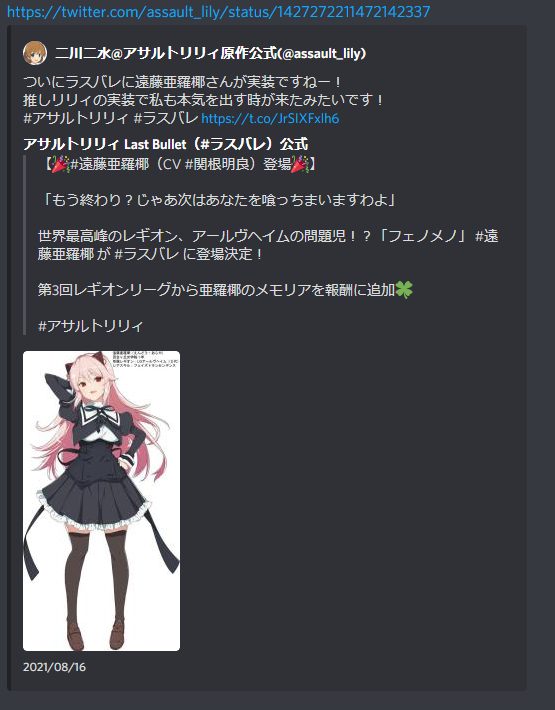 https://twitter.com/assault_lily/status/1427272211472142337
二川二水@アサルトリリィ原作公式(@assault_lily)
ついにラスバレに遠藤亜羅椰さんが実装ですねー！
推しリリィの実装で私も本気を出す時が来たみたいです！
#アサルトリリィ #ラスバレ https://t.co/JrSIXFxIh6
アサルトリリィ Last Bullet（#ラスバレ）公式
【🎉#遠藤亜羅椰（CV #関根明良）登場🎉】
「もう終わり？じゃあ次はあなたを喰っちまいますわよ」
世界最高峰のレギオン、アールヴヘイムの問題児！？「フェノメノ」 #遠
藤亜羅椰 が #ラスバレ に登場決定！
第3回レギオンリーグから亜羅椰のメモリアを報酬に追加🍀
#アサルトリリィ
2021/08/16